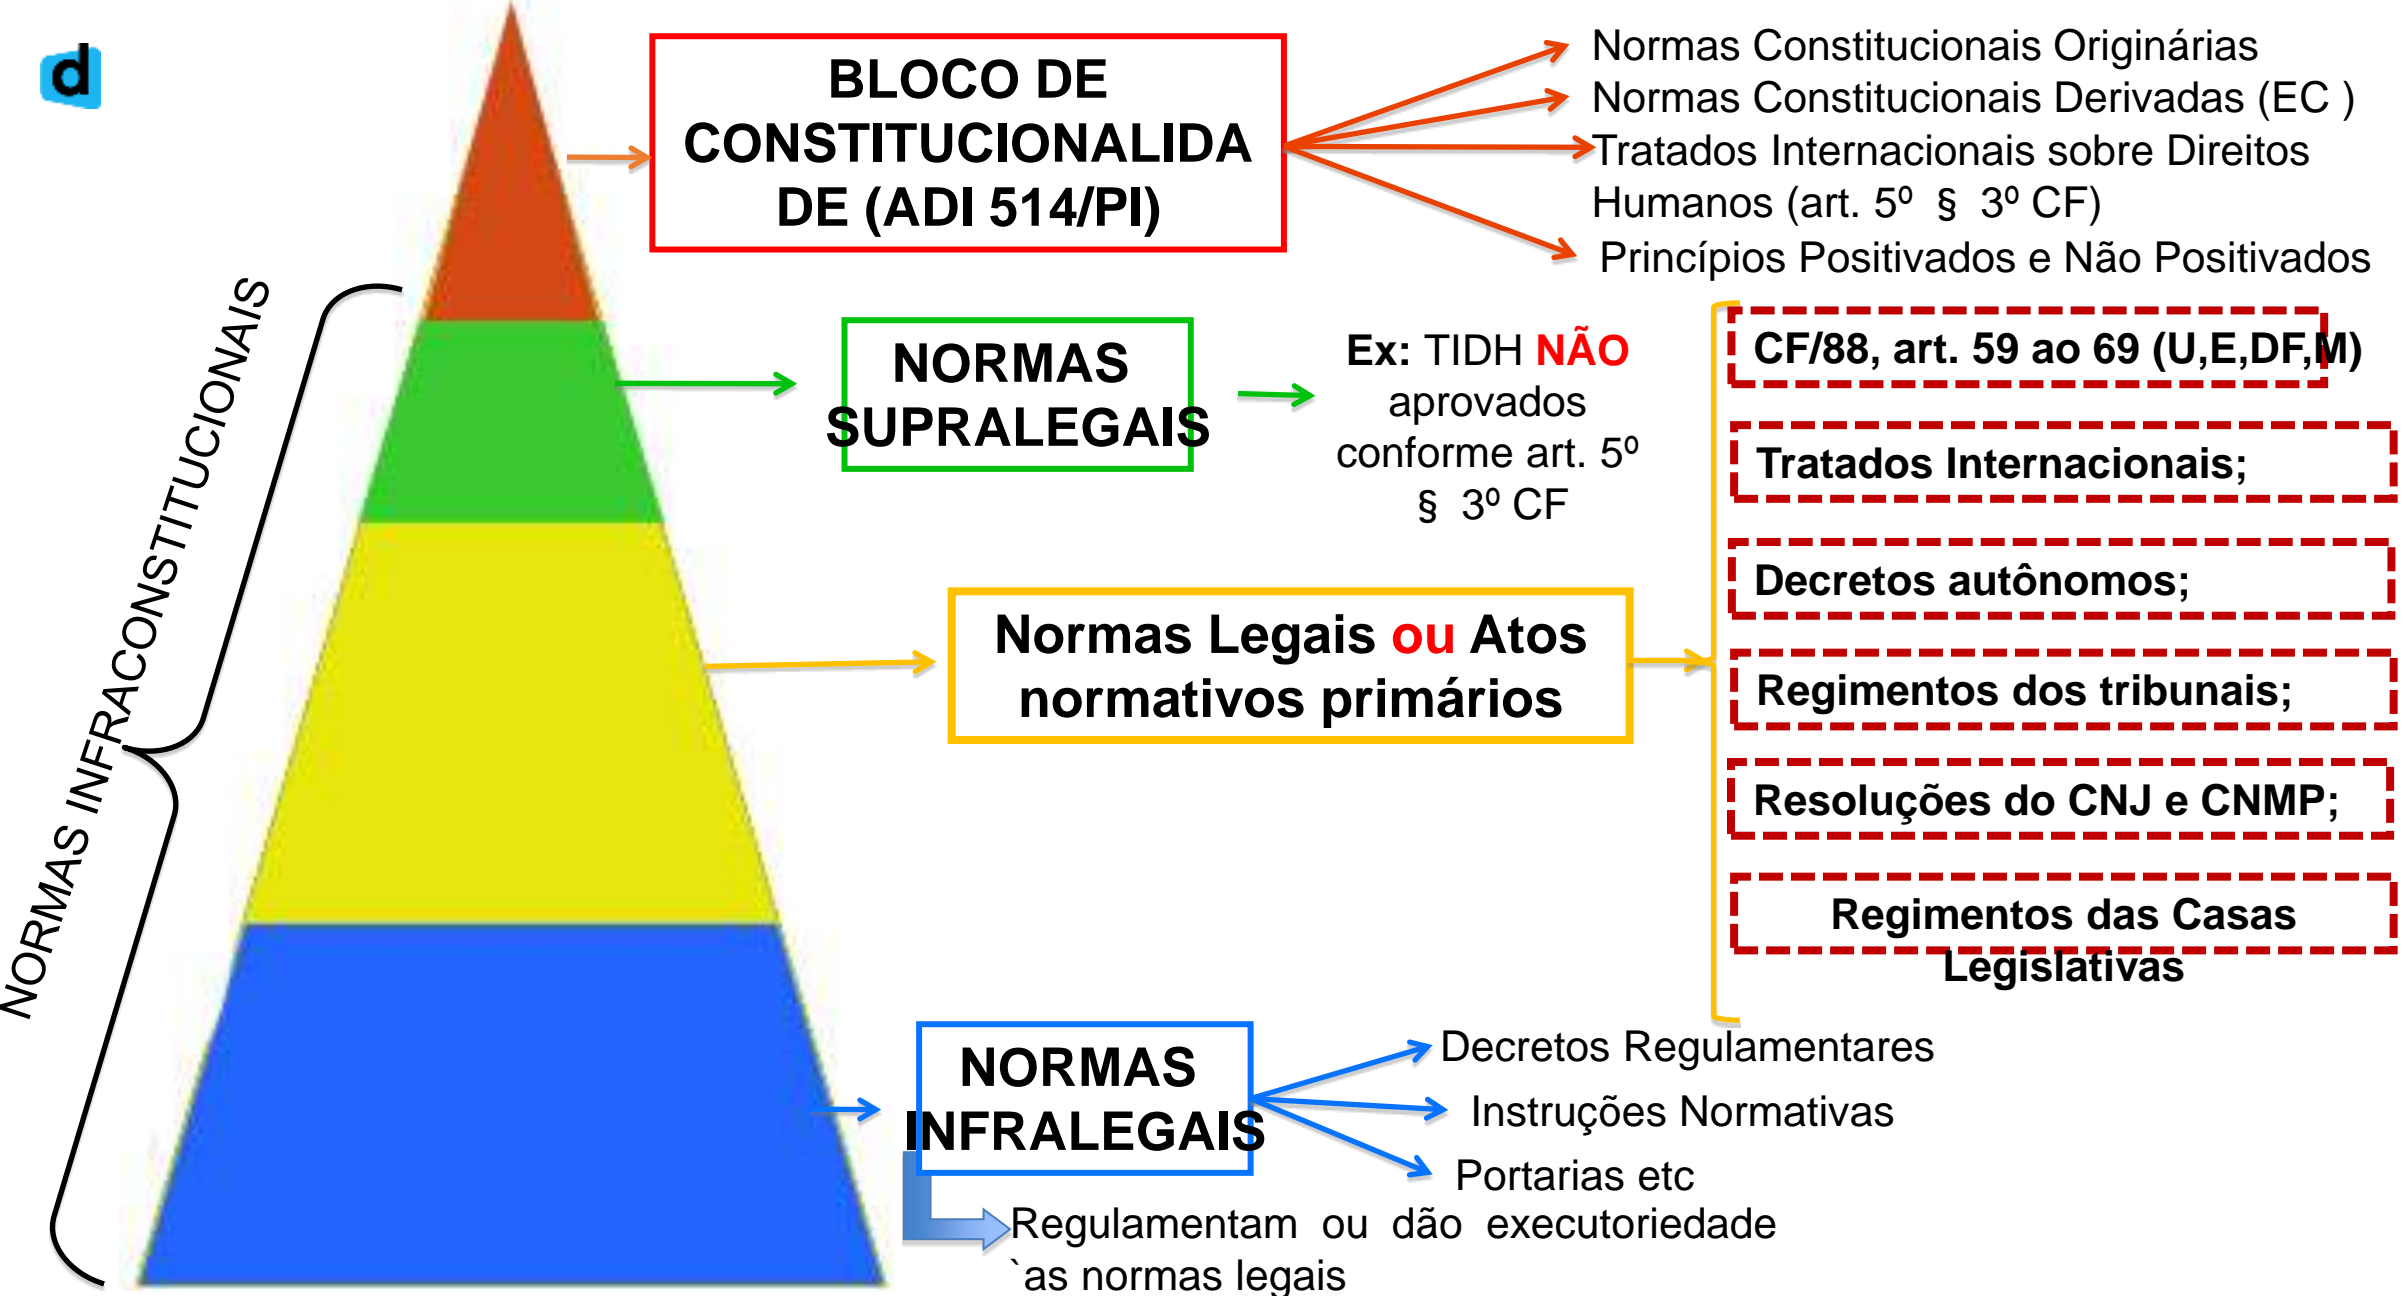 d
BLOCO DE
CONSTITUCIONALIDA
DE (ADI 514/PI)
Normas Constitucionais Originárias
Normas Constitucionais Derivadas (EC )
Tratados Internacionais sobre Direitos
Humanos (art. 5º § 3º CF)
Princípios Positivados e Não Positivados
NORMAS INFRACONSTITUCIONAIS
NORMAS
SUPRALEGAIS
Ex: TIDH NÃO
aprovados
conforme art. 5º
§ 3º CF
Normas Legais ou Atos
normativos primários
CF/88, art. 59 ao 69 (U,E,DF,M)
Tratados Internacionais;
Decretos autônomos;
Regimentos dos tribunais;
Resoluções do CNJ e CNMP;
Regimentos das Casas
Legislativas
NORMAS
INFRALEGAIS
Decretos Regulamentares
Instruções Normativas
Portarias etc
Regulamentam ou dão executoriedade
`as normas legais